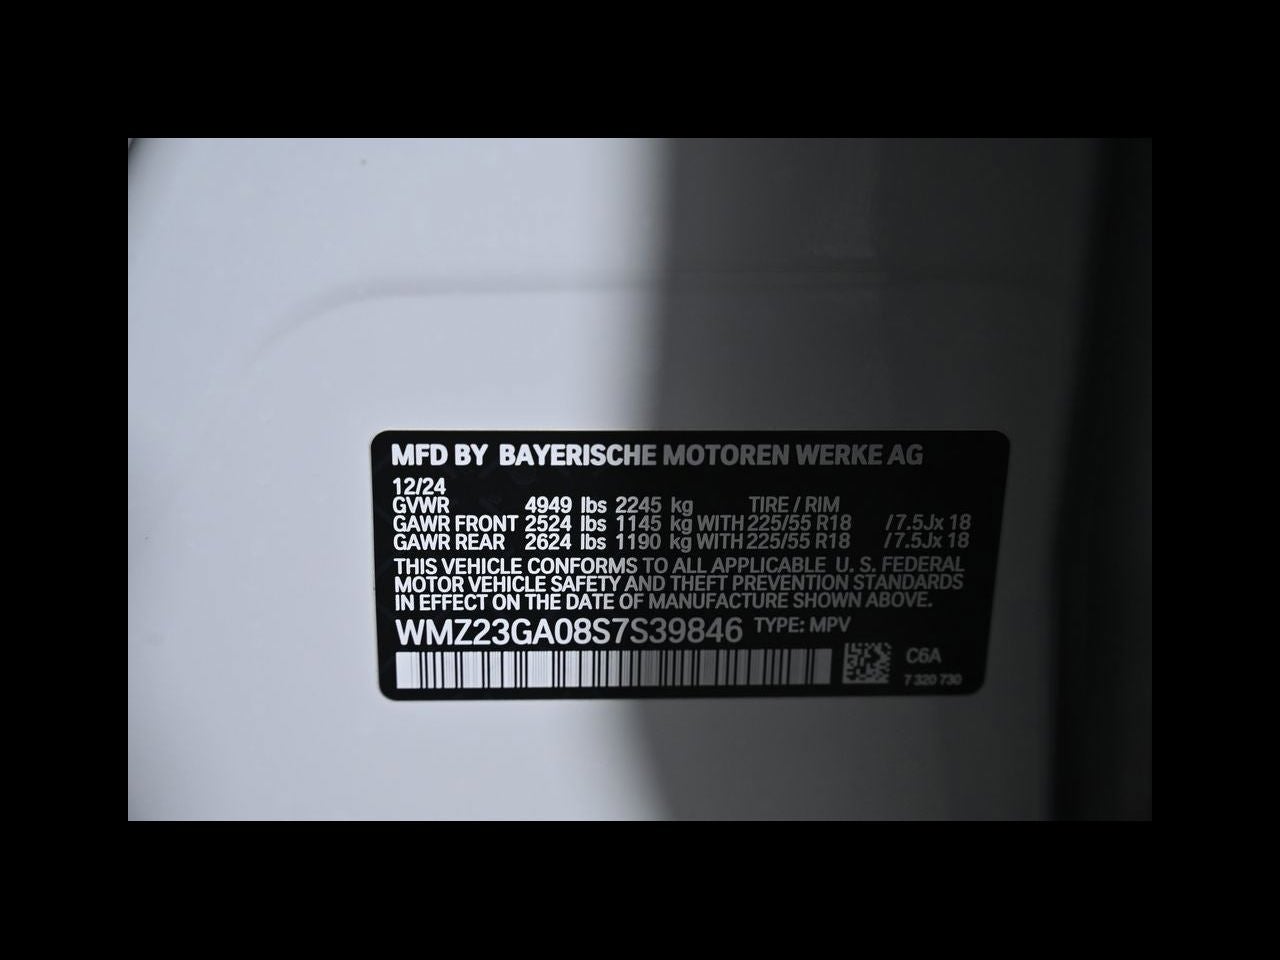 MFD BY BAYERISCHE MOTOREN WERKE AG
12/24
GVWR 4949 lbs 2245 kg TIRE / RIM
GAWR FRONT 2524 lbs 1145 kg WITH 225/55 R18 /7.5Jx 18
GAWR REAR 2624 lbs 1190 kg WITH 225/55 R18 /7.5Jx 18
THIS VEHICLE CONFORMS TO ALL APPLICABLE U. S. FEDERAL
MOTOR VEHICLE SAFETY AND THEFT PREVENTION STANDARDS
IN EFFECT ON THE DATE OF MANUFACTURE SHOWN ABOVE.
WMZ23GA08S7S39846 TYPE: MPV
C6A
7 320 730